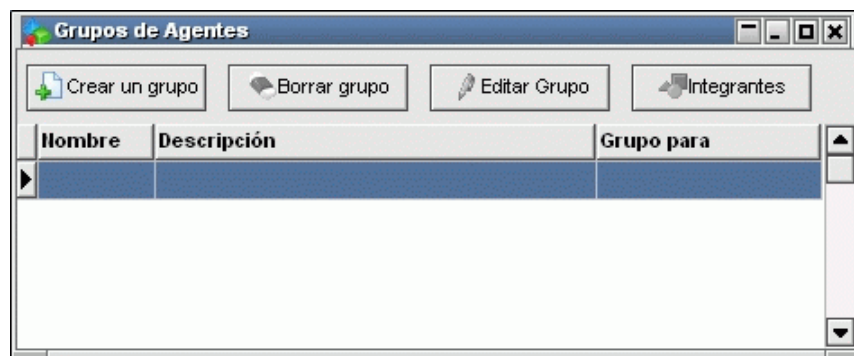 Grupos de Agentes
Crear un grupo Borrar grupo Editar Grupo Integrantes
Nombre Descripción Grupo para